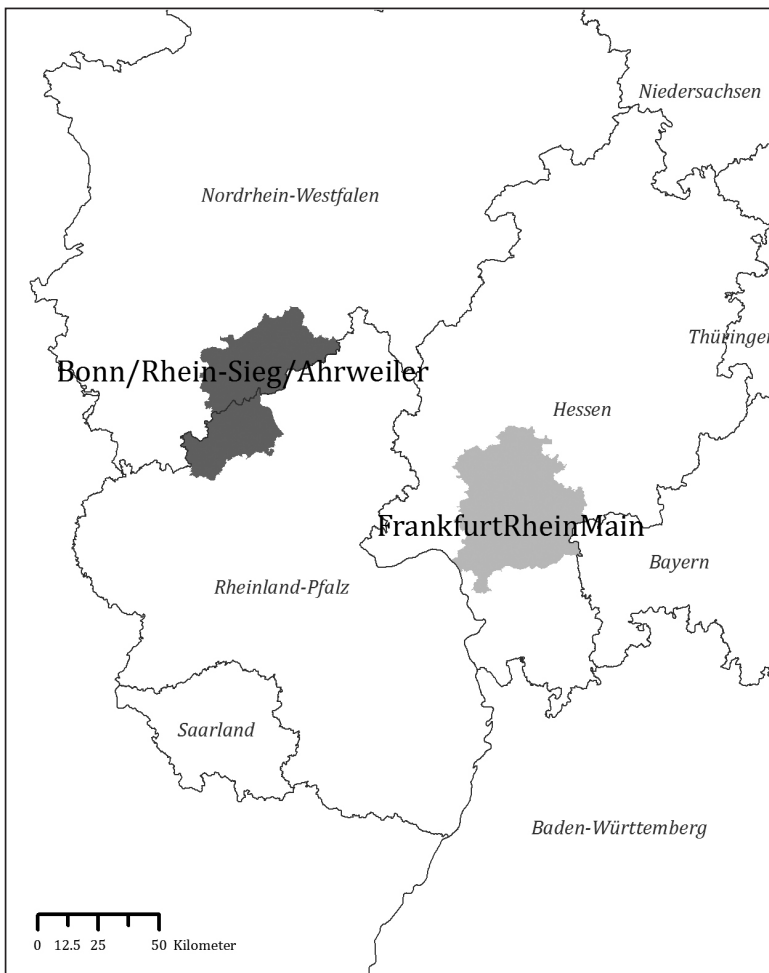 Niedersachsen
Nordrhein-Westfalen
Thüringen
Bonn/Rhein-Sieg/Ahrweiler
Hessen
FrankfurtRheinMain
Bayern
Rheinland-Pfalz
Saarland
Baden-Württemberg
0 12.5 25 50 Kilometer